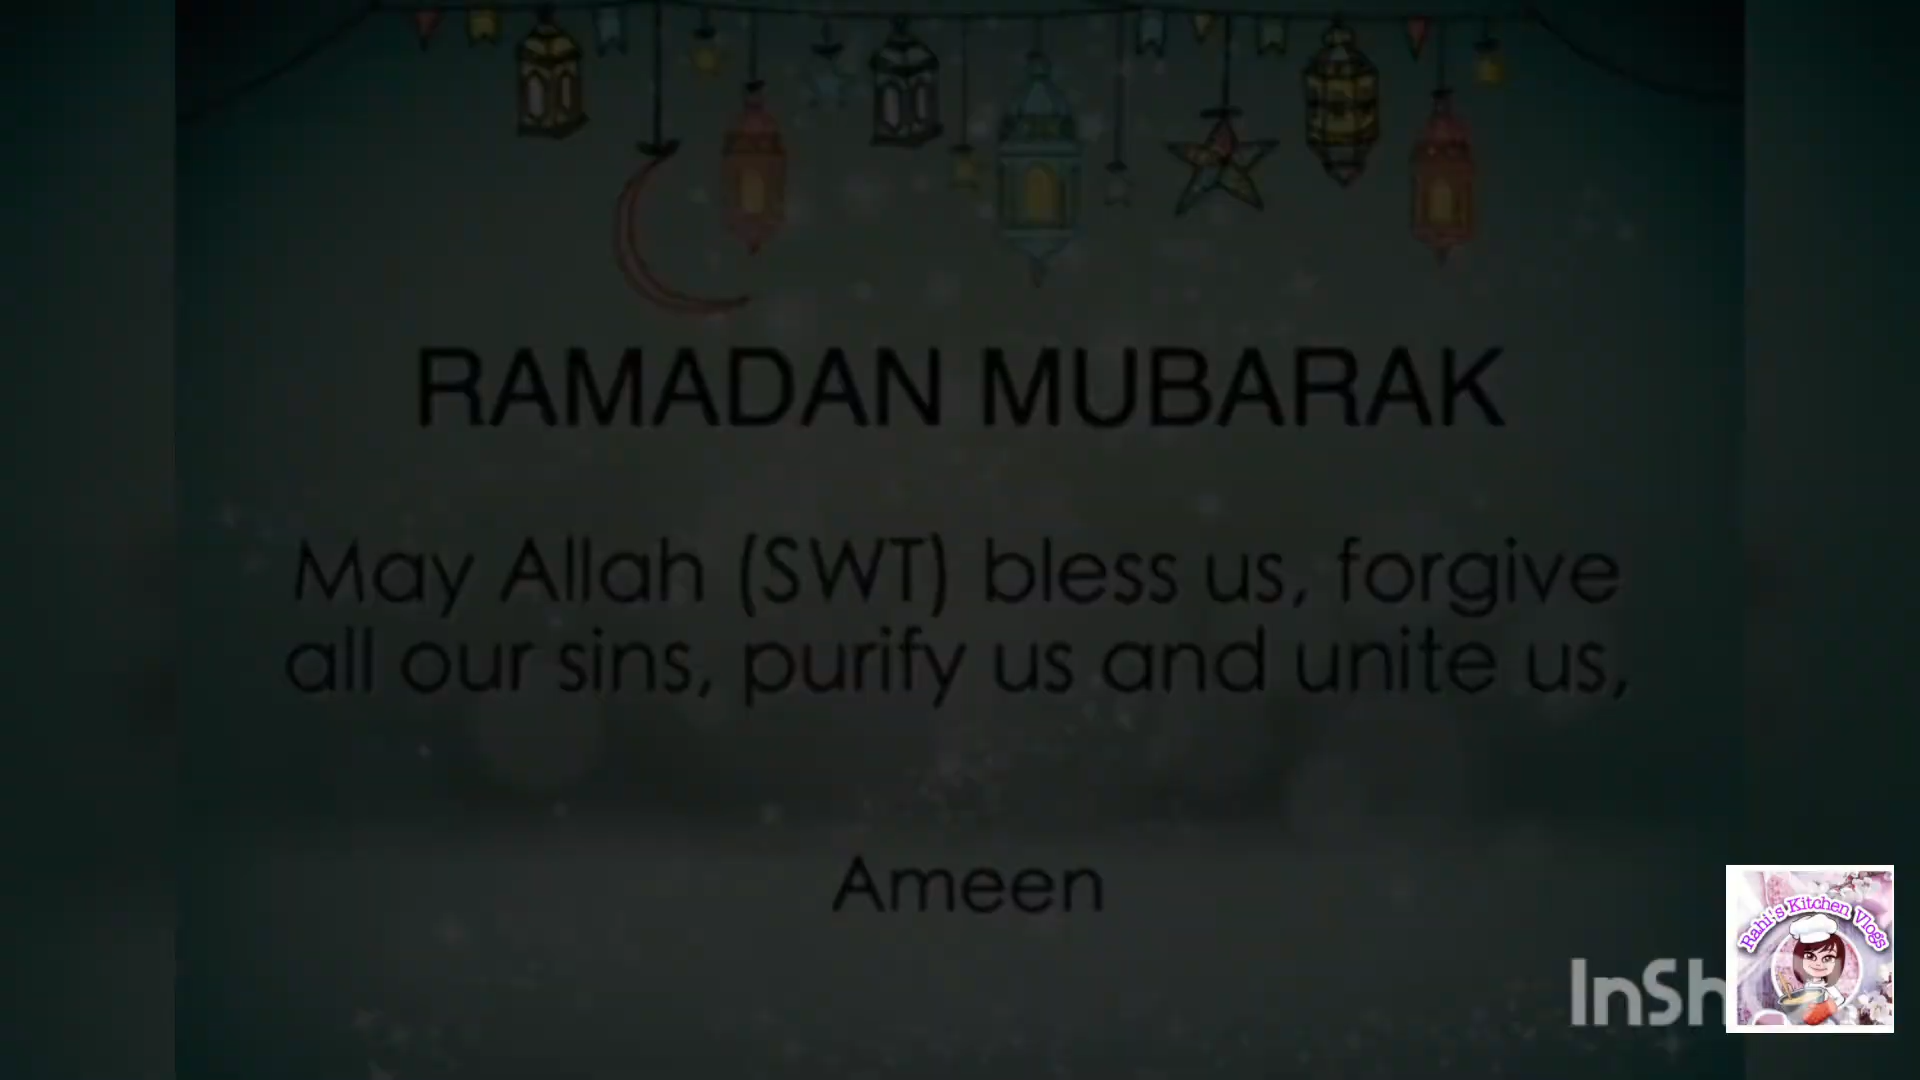 RAMADAN MUBARAK
May Allah (SWT) bless us, forgive
all our sins, purify us and unite us,
Ameen
Rahi's Kitchen Vlogs
InSh